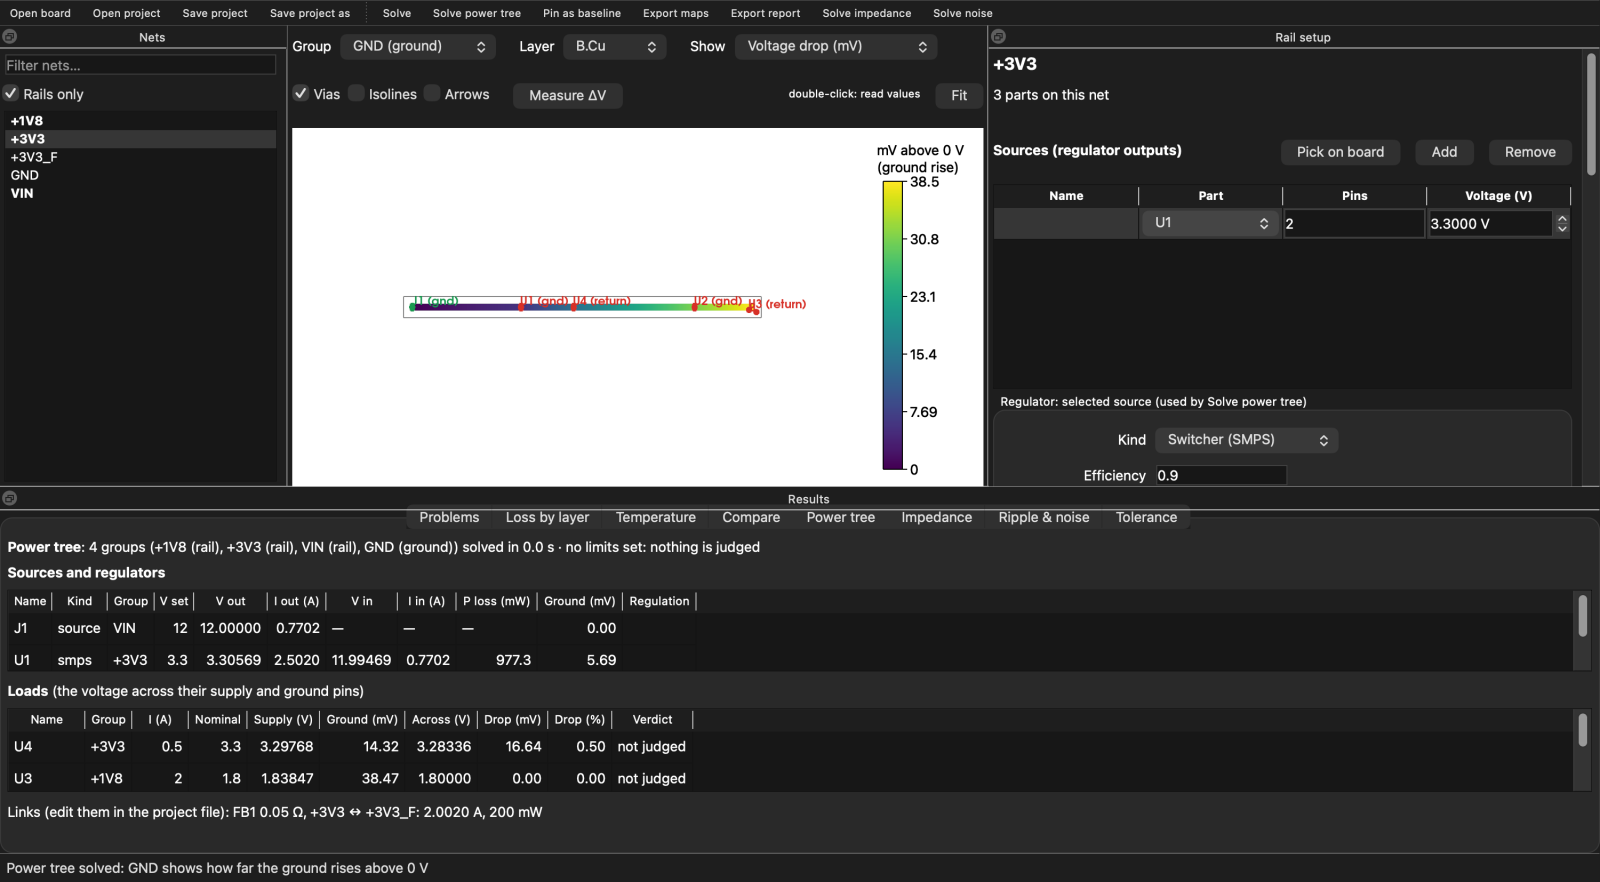 Open board Open project Save project Save project as Solve Solve power tree Pin as baseline Export maps Export report Solve impedance Solve noise
Nets
Filter nets...
Rails only
+1V8
+3V3
+3V3_F
GND
VIN
Group GND (ground) Layer B.Cu Show Voltage drop (mV)
Vias Isolines Arrows Measure ΔV double-click: read values Fit
mV above 0 V
(ground rise)
38.5
30.8
23.1
15.4
7.69
0
J1 (gnd) U1 (gnd) U4 (return) U2 (gnd) U3 (return)
Rail setup
+3V3
3 parts on this net
Sources (regulator outputs) Pick on board Add Remove
Name Part Pins Voltage (V)
U1 2 3.3000 V
Regulator: selected source (used by Solve power tree)
Kind Switcher (SMPS)
Efficiency 0.9
Results
Problems Loss by layer Temperature Compare Power tree Impedance Ripple & noise Tolerance
Power tree: 4 groups (+1V8 (rail), +3V3 (rail), VIN (rail), GND (ground)) solved in 0.0 s · no limits set: nothing is judged
Sources and regulators
Name Kind Group V set V out I out (A) V in I in (A) P loss (mW) Ground (mV) Regulation
J1 source VIN 12 12.00000 0.7702 — — — 0.00
U1 smps +3V3 3.3 3.30569 2.5020 11.99469 0.7702 977.3 5.69
Loads (the voltage across their supply and ground pins)
Name Group I (A) Nominal Supply (V) Ground (mV) Across (V) Drop (mV) Drop (%) Verdict
U4 +3V3 0.5 3.3 3.29768 14.32 3.28336 16.64 0.50 not judged
U3 +1V8 2 1.8 1.83847 38.47 1.80000 0.00 0.00 not judged
Links (edit them in the project file): FB1 0.05 Ω, +3V3 ↔ +3V3_F: 2.0020 A, 200 mW
Power tree solved: GND shows how far the ground rises above 0 V